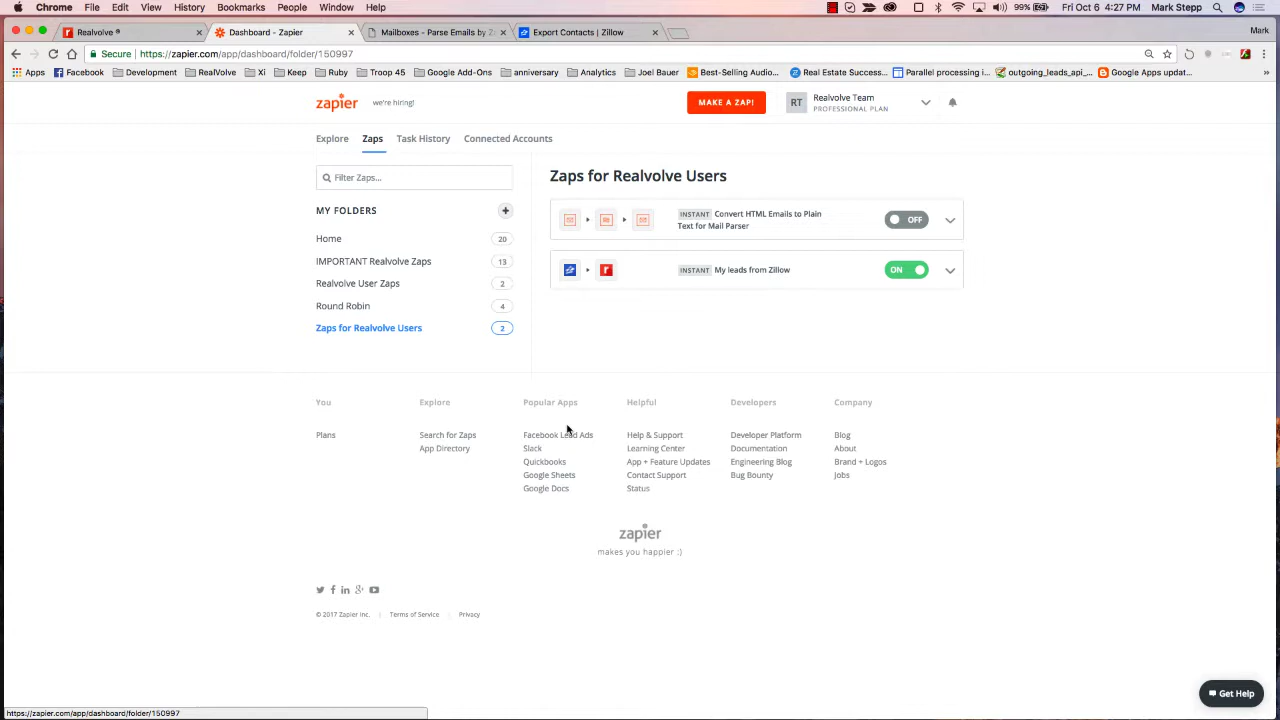 Chrome File Edit View History Bookmarks People Window Help 99% Fri Oct 6 4:27 PM Mark Stepp
Realvolve ® Dashboard - Zapier Mailboxes - Parse Emails by Z Export Contacts | Zillow Mark
Secure https://zapier.com/app/dashboard/folder/150997
Apps Facebook Development RealVolve Xi Keep Ruby Troop 45 Google Add-Ons anniversary Analytics Joel Bauer Best-Selling Audio... Real Estate Success... Parallel processing i... outgoing_leads_api_... Google Apps updat... »
zapier we're hiring! MAKE A ZAP! RT Realvolve Team
PROFESSIONAL PLAN
Explore Zaps Task History Connected Accounts
Filter Zaps...
Zaps for Realvolve Users
MY FOLDERS +
Home 20
IMPORTANT Realvolve Zaps 13
Realvolve User Zaps 2
Round Robin 4
Zaps for Realvolve Users 2
INSTANT Convert HTML Emails to Plain
Text for Mail Parser
OFF
INSTANT My leads from Zillow ON
You Explore Popular Apps Helpful Developers Company
Plans Search for Zaps Facebook Lead Ads Help & Support Developer Platform Blog
App Directory Slack Learning Center Documentation About
Quickbooks App + Feature Updates Engineering Blog Brand + Logos
Google Sheets Contact Support Bug Bounty Jobs
Google Docs Status
zapier
makes you happier :)
© 2017 Zapier Inc. | Terms of Service | Privacy
Get Help
https://zapier.com/app/dashboard/folder/150997